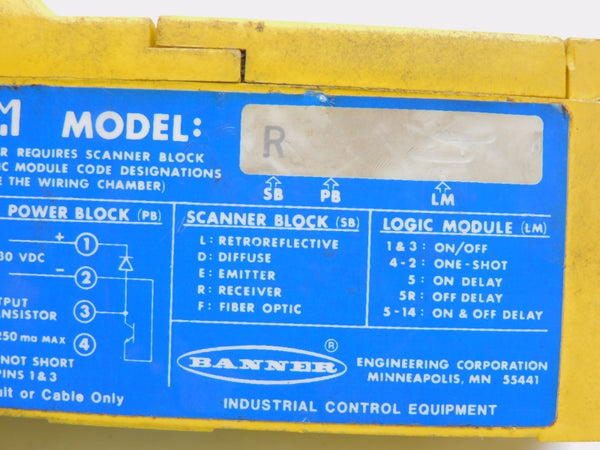 M MODEL: R
R REQUIRES SCANNER BLOCK
IC MODULE CODE DESIGNATIONS
E THE WIRING CHAMBER)
SB PB LM
POWER BLOCK (PB)
+ 1
30 VDC
− 2
TPUT 3
ANSISTOR
250 ma MAX 4
NOT SHORT
PINS 1 & 3
uit or Cable Only
SCANNER BLOCK (SB)
L: RETROREFLECTIVE
D: DIFFUSE
E: EMITTER
R: RECEIVER
F: FIBER OPTIC
LOGIC MODULE (LM)
1 & 3: ON/OFF
4-2: ONE-SHOT
5: ON DELAY
5R: OFF DELAY
5-14: ON & OFF DELAY
BANNER ®
ENGINEERING CORPORATION
MINNEAPOLIS, MN 55441
INDUSTRIAL CONTROL EQUIPMENT